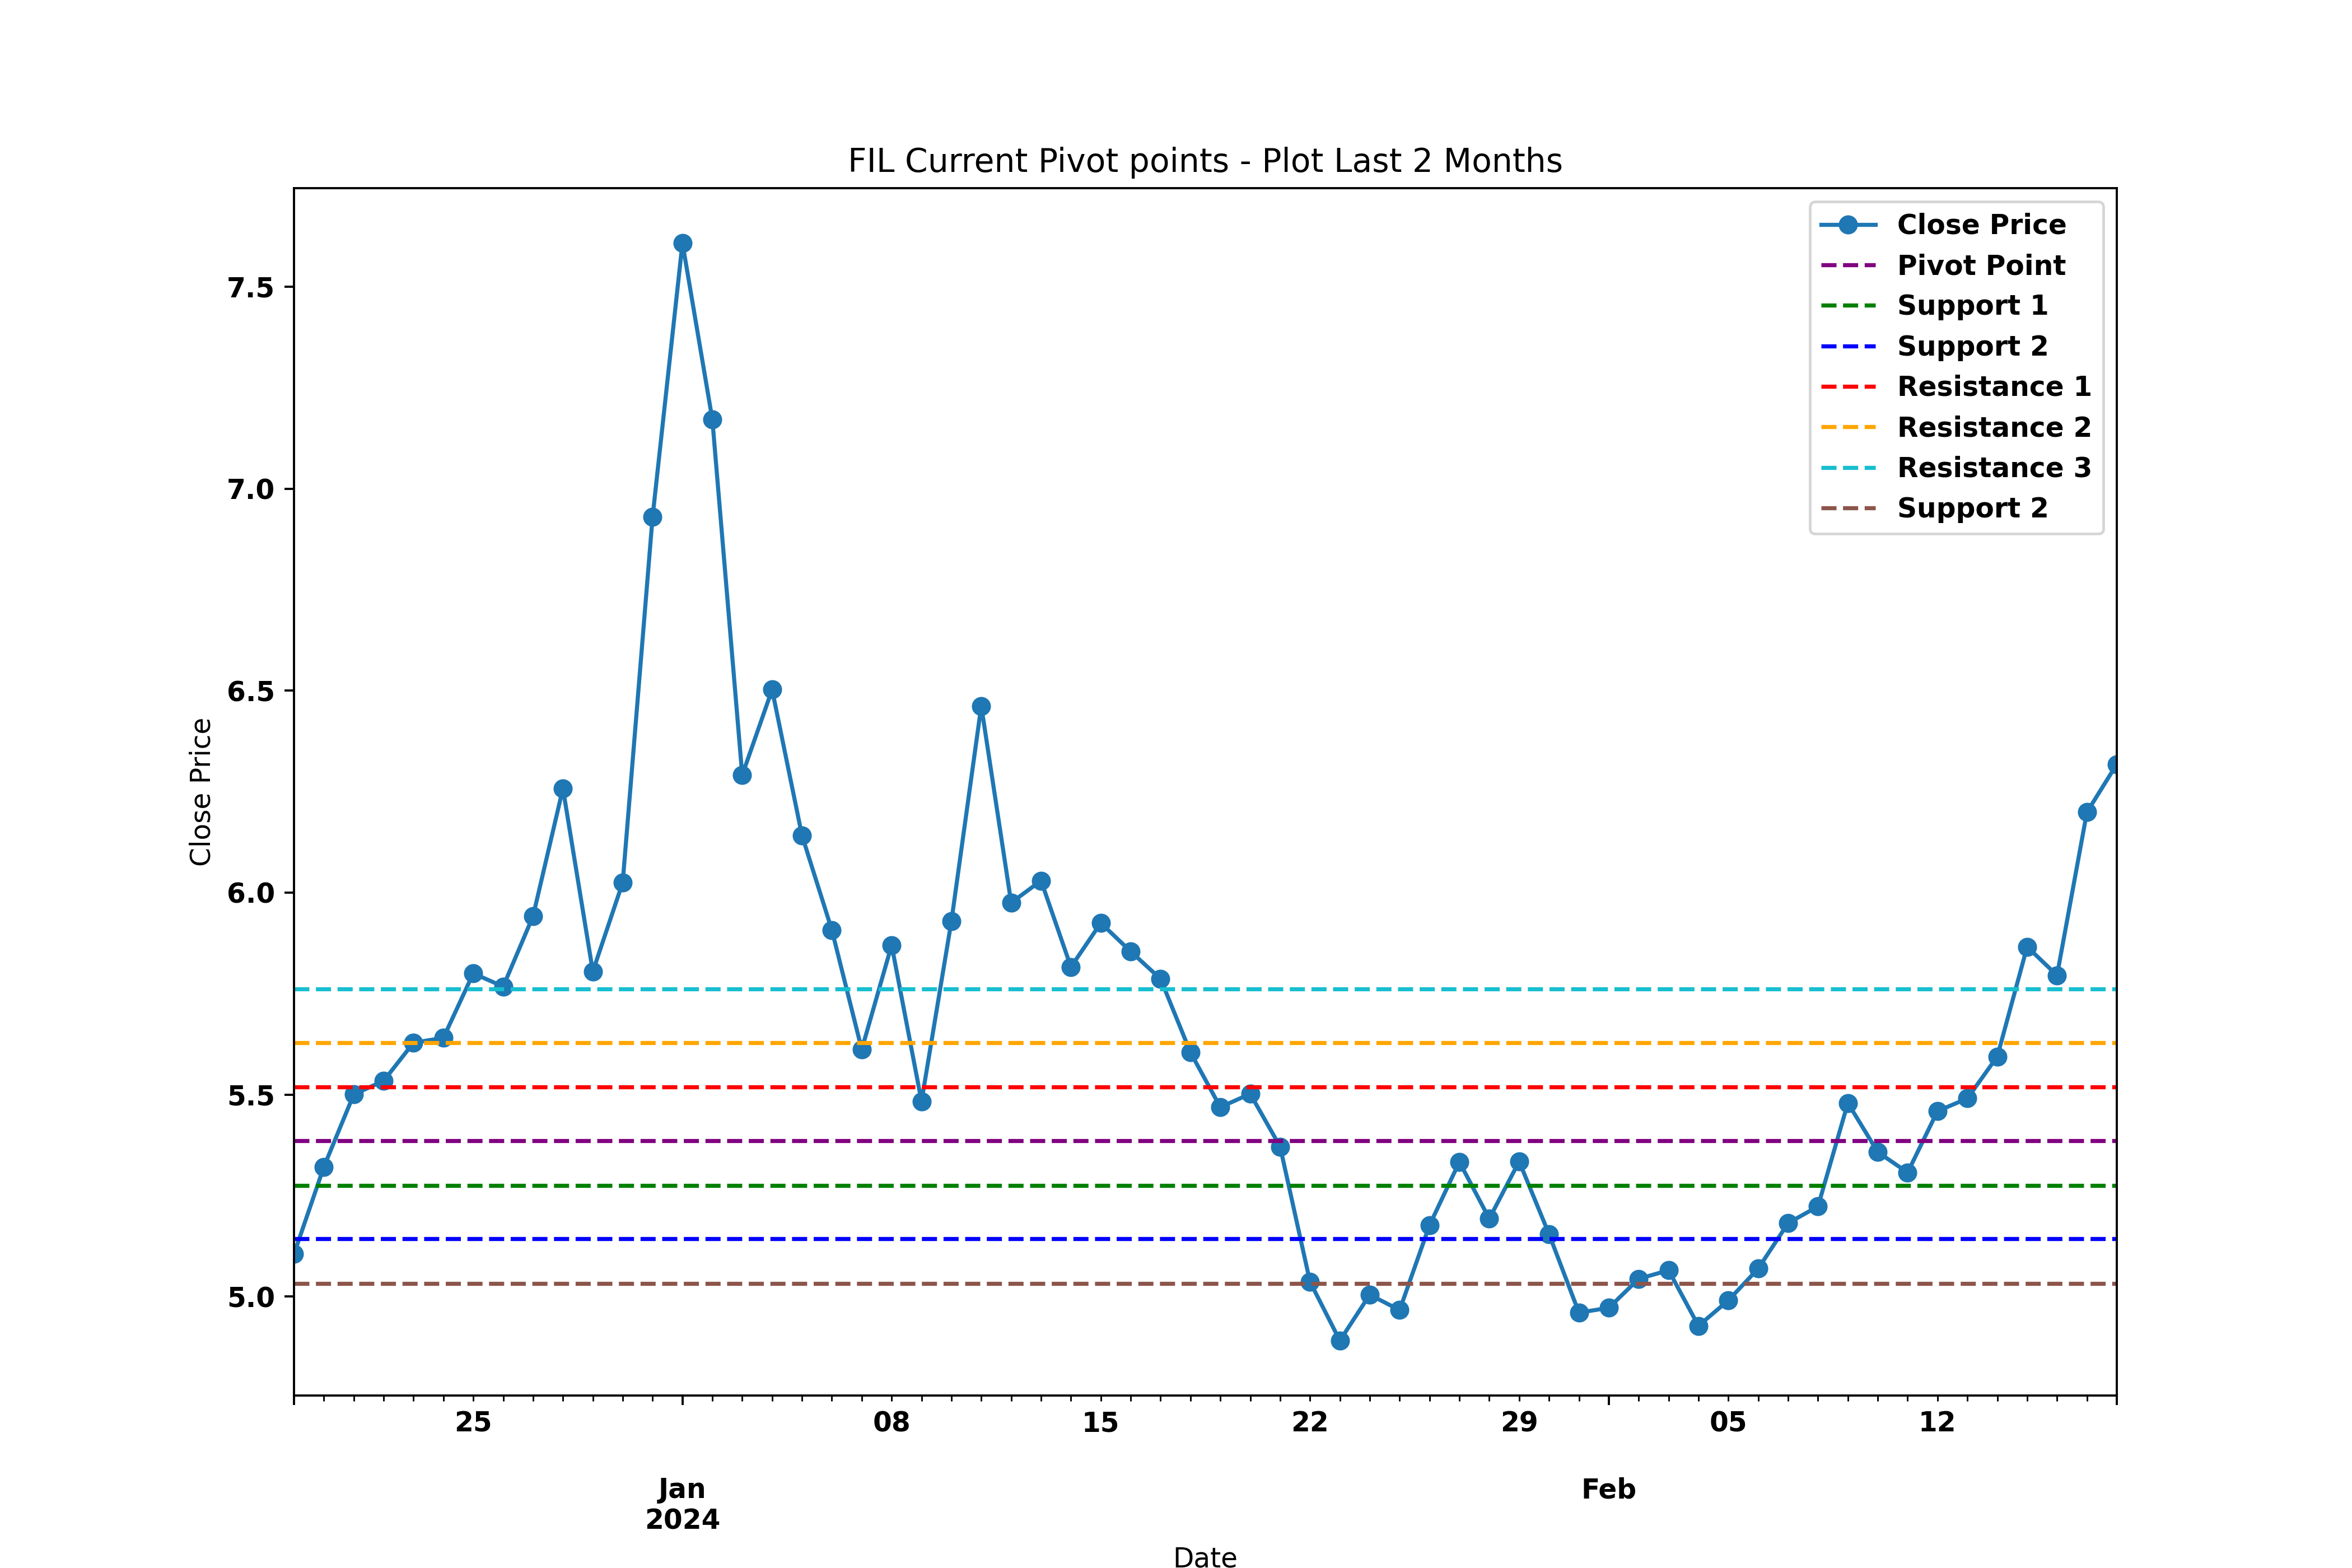 FIL Current Pivot points - Plot Last 2 Months
Close Price
Pivot Point
Support 1
Support 2
Resistance 1
Resistance 2
Resistance 3
Support 2
7.5
7.0
6.5
6.0
5.5
5.0
Close Price
25
08
15
22
29
05
12
Jan
2024
Feb
Date